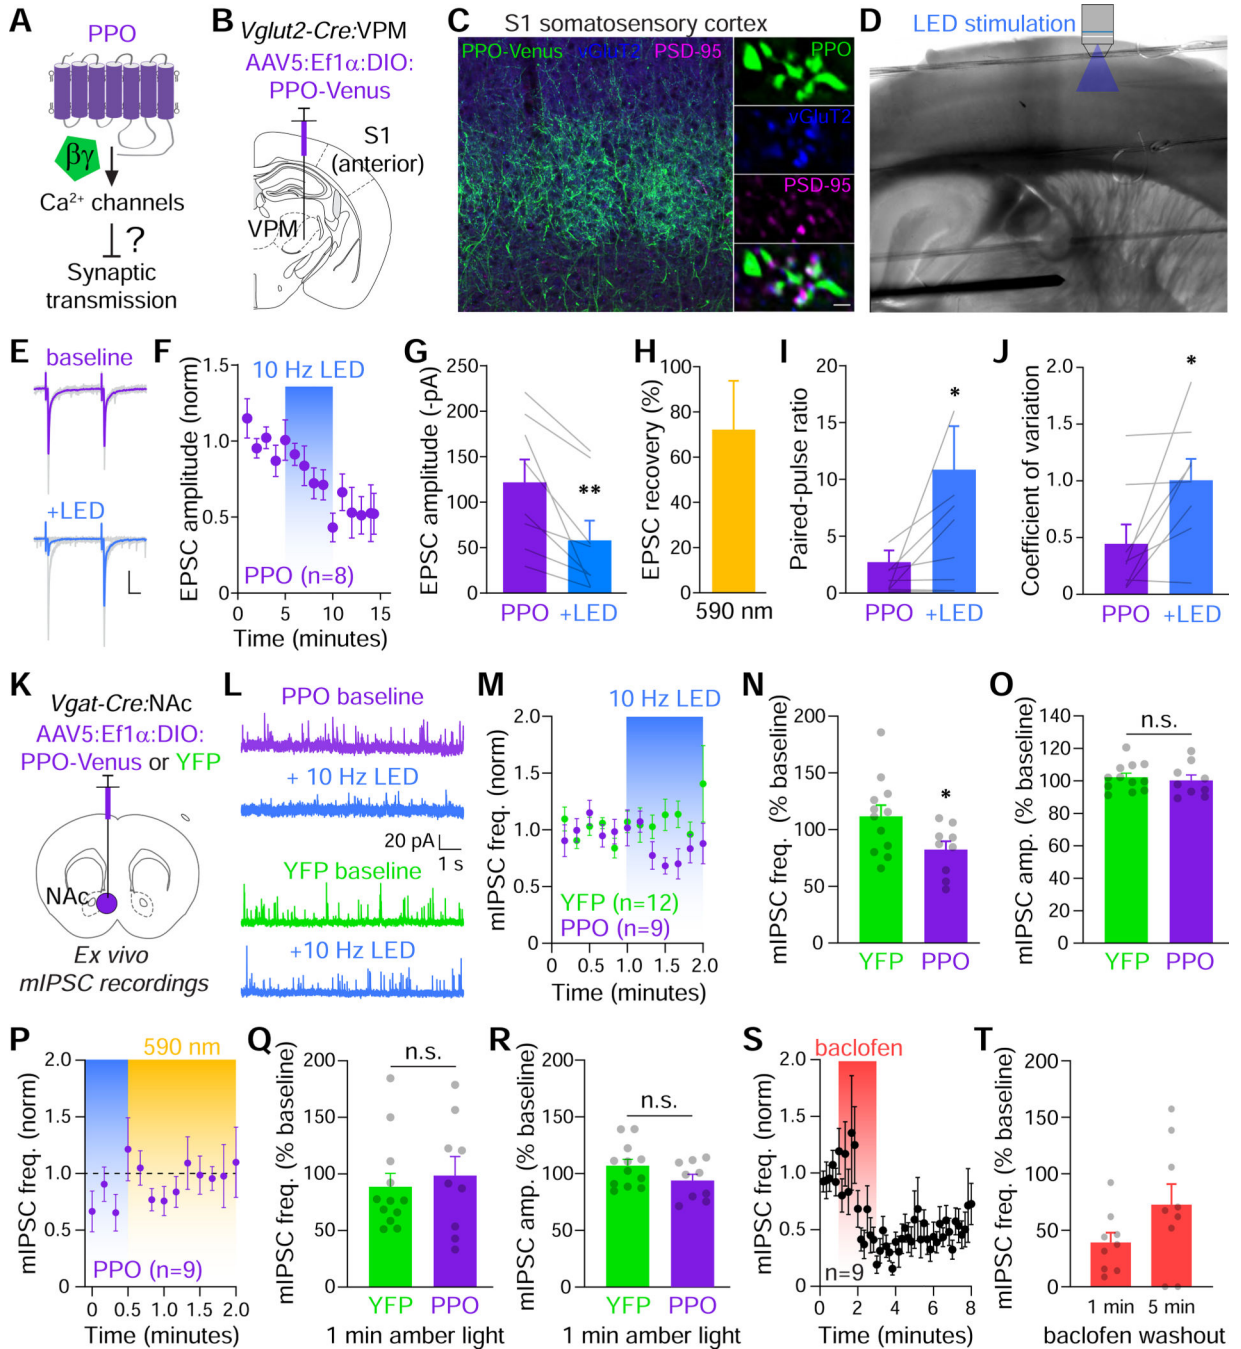 A
PPO
βγ
Ca²⁺ channels
?
Synaptic
transmission
B
Vglut2-Cre:VPM
AAV5:Ef1α:DIO:
PPO-Venus
S1
(anterior)
VPM
C
S1 somatosensory cortex
PPO-Venus vGluT2 PSD-95
PPO
vGluT2
PSD-95
D
LED stimulation
E
baseline
+LED
F
EPSC amplitude (norm)
1.5
1.0
0.5
0
10 Hz LED
PPO (n=8)
0 5 10 15
Time (minutes)
G
EPSC amplitude (-pA)
250
200
150
100
50
0
**
PPO +LED
H
EPSC recovery (%)
100
80
60
40
20
0
590 nm
I
Paired-pulse ratio
20
15
10
5
0
*
PPO +LED
J
Coefficient of variation
2.0
1.5
1.0
0.5
0
*
PPO +LED
K
Vgat-Cre:NAc
AAV5:Ef1α:DIO:
PPO-Venus or YFP
NAc
Ex vivo
mIPSC recordings
L
PPO baseline
+ 10 Hz LED
20 pA
1 s
YFP baseline
+10 Hz LED
M
mIPSC freq. (norm)
10 Hz LED
2.0
1.5
1.0
0.5
0
YFP (n=12)
PPO (n=9)
0.5 1.0 1.5 2.0
Time (minutes)
N
mIPSC freq. (% baseline)
200
150
100
50
0
*
YFP PPO
O
mIPSC amp. (% baseline)
140
120
100
80
60
40
20
0
n.s.
YFP PPO
P
mIPSC freq. (norm)
590 nm
2.0
1.5
1.0
0.5
0
PPO (n=9)
0 0.5 1.0 1.5 2.0
Time (minutes)
Q
mIPSC freq. (% baseline)
200
150
100
50
0
n.s.
YFP PPO
1 min amber light
R
mIPSC amp. (% baseline)
200
150
100
50
0
n.s.
YFP PPO
1 min amber light
S
mIPSC freq. (norm)
baclofen
2.0
1.5
1.0
0.5
0
n=9
0 2 4 6 8
Time (minutes)
T
mIPSC freq. (% baseline)
200
150
100
50
0
1 min 5 min
baclofen washout